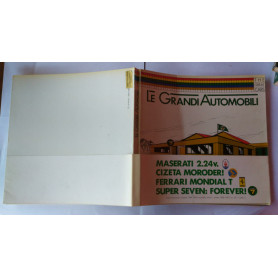 LE GRANDI AUTOMOBILI
MASERATI 2.24v.
CIZETA MORODER!
FERRARI MONDIAL T
SUPER SEVEN: FOREVER!